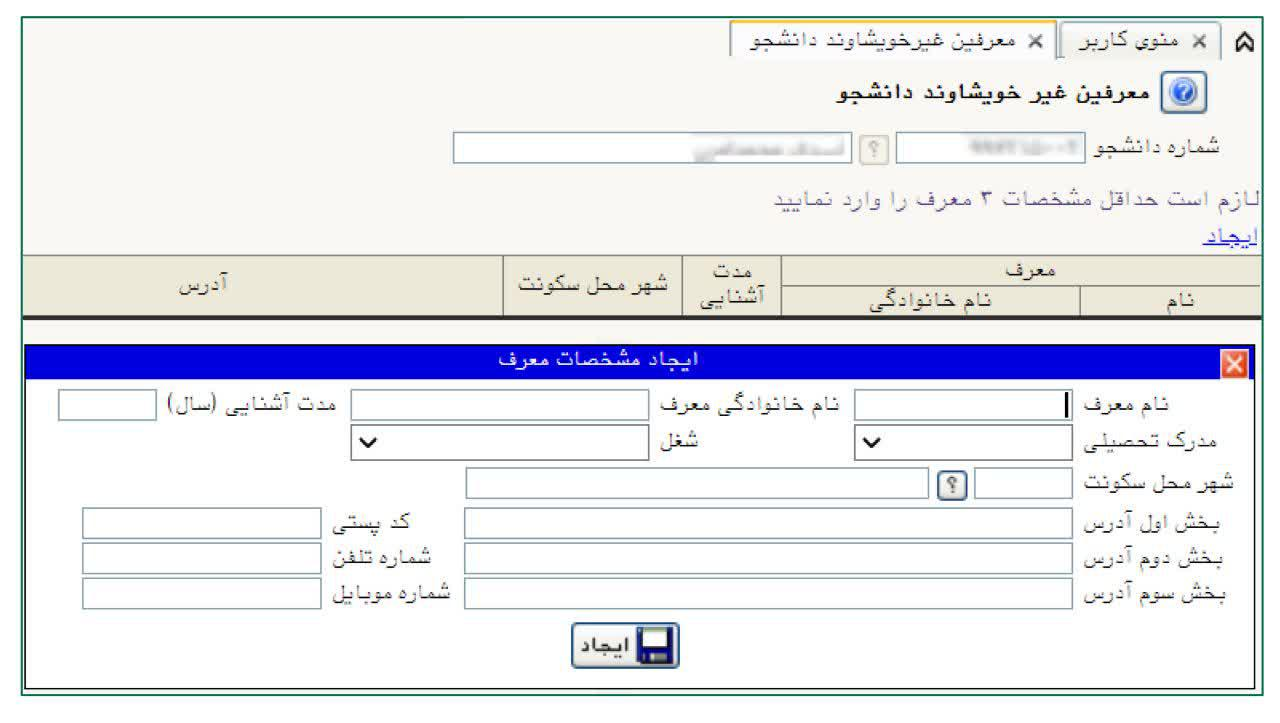 منوی کاربر معرفین غیرخویشاوند دانشجو
معرفین غیر خویشاوند دانشجو
شماره دانشجو ؟
لازم است حداقل مشخصات ۳ معرف را وارد نمایید
ایجاد
معرف مدت آشنایی شهر محل سکونت آدرس
نام نام خانوادگی
ایجاد مشخصات معرف
نام معرف نام خانوادگی معرف مدت آشنایی (سال)
مدرک تحصیلی شغل
شهر محل سکونت ؟
بخش اول آدرس کد پستی
بخش دوم آدرس شماره تلفن
بخش سوم آدرس شماره موبایل
ایجاد